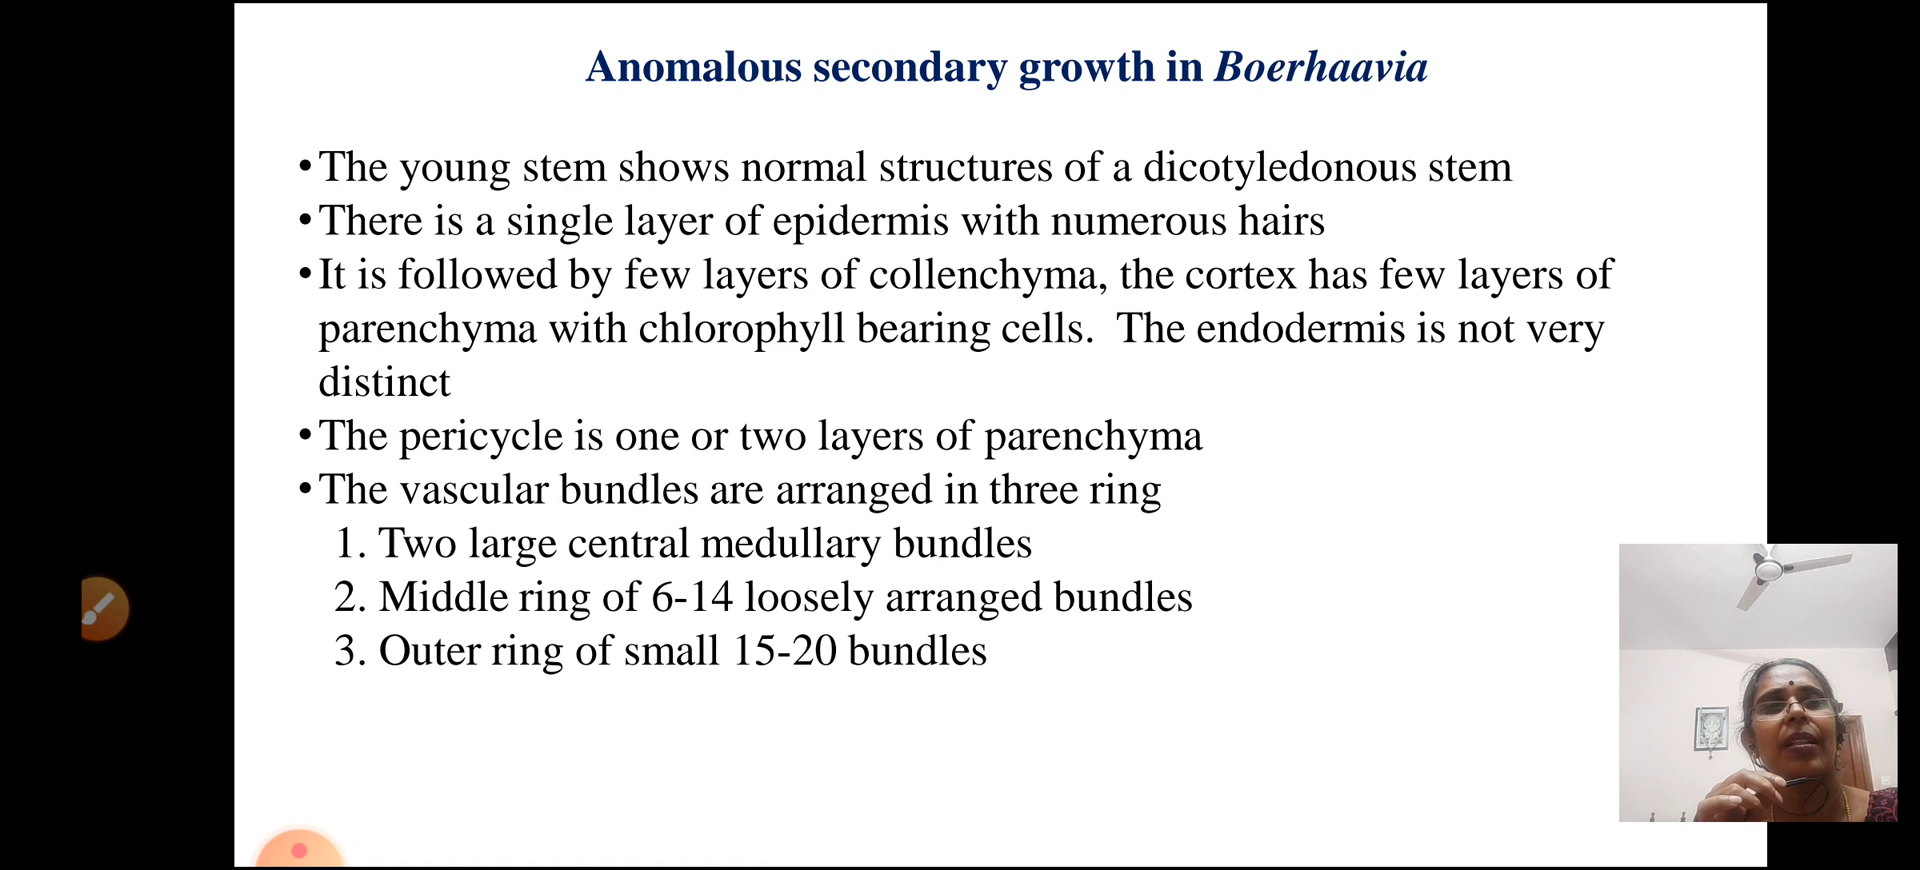 Anomalous secondary growth in Boerhaavia
•The young stem shows normal structures of a dicotyledonous stem
•There is a single layer of epidermis with numerous hairs
•It is followed by few layers of collenchyma, the cortex has few layers of
parenchyma with chlorophyll bearing cells.  The endodermis is not very
distinct
•The pericycle is one or two layers of parenchyma
•The vascular bundles are arranged in three ring
1. Two large central medullary bundles
2. Middle ring of 6-14 loosely arranged bundles
3. Outer ring of small 15-20 bundles